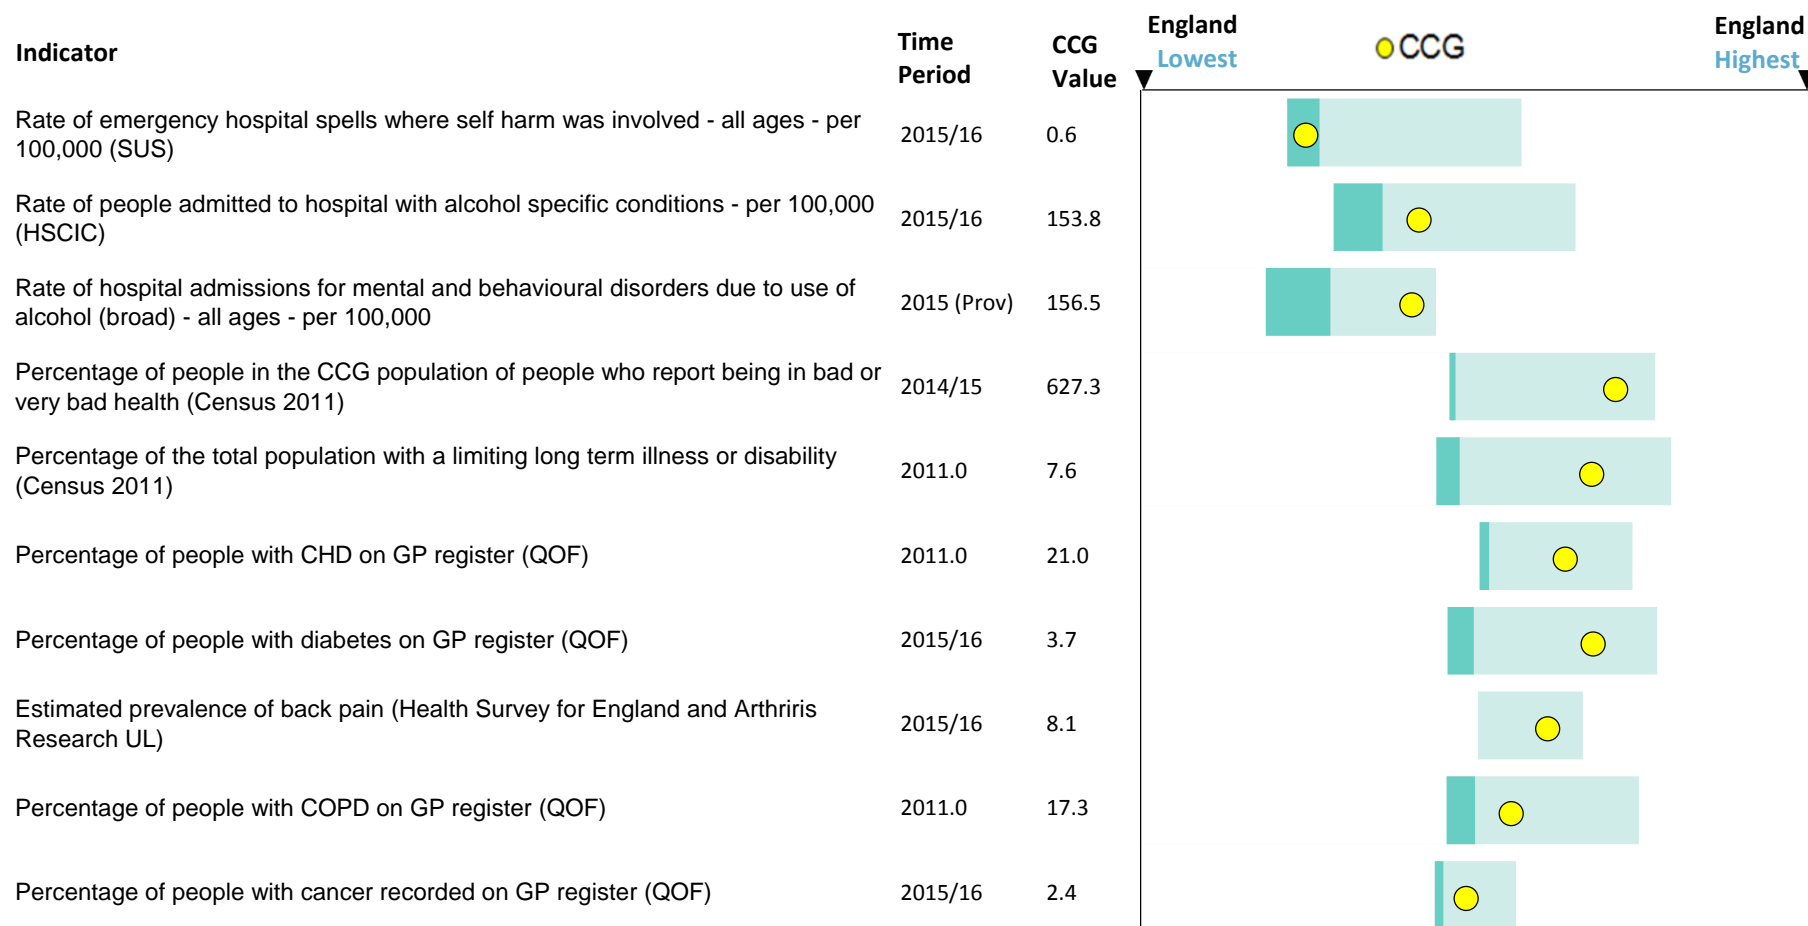 Indicator
Time
Period
CCG
Value
England
Lowest
CCG
England
Highest
Rate of emergency hospital spells where self harm was involved - all ages - per
100,000 (SUS)
2015/16
0.6
Rate of people admitted to hospital with alcohol specific conditions - per 100,000
(HSCIC)
2015/16
153.8
Rate of hospital admissions for mental and behavioural disorders due to use of
alcohol (broad) - all ages - per 100,000
2015 (Prov)
156.5
Percentage of people in the CCG population of people who report being in bad or
very bad health (Census 2011)
2014/15
627.3
Percentage of the total population with a limiting long term illness or disability
(Census 2011)
2011.0
7.6
Percentage of people with CHD on GP register (QOF)
2011.0
21.0
Percentage of people with diabetes on GP register (QOF)
2015/16
3.7
Estimated prevalence of back pain (Health Survey for England and Arthriris
Research UL)
2015/16
8.1
Percentage of people with COPD on GP register (QOF)
2011.0
17.3
Percentage of people with cancer recorded on GP register (QOF)
2015/16
2.4